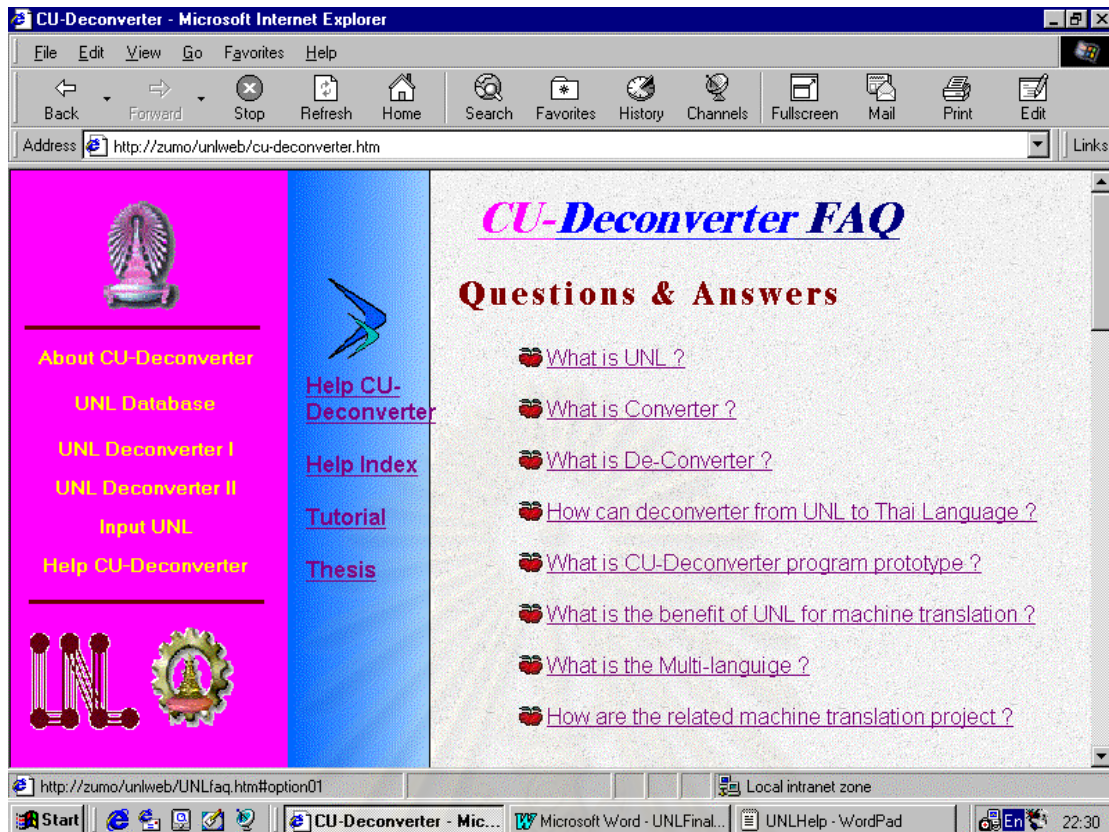 CU-Deconverter - Microsoft Internet Explorer
File Edit View Go Favorites Help
Back Forward Stop Refresh Home Search Favorites History Channels Fullscreen Mail Print Edit
Address http://zumo/unlweb/cu-deconverter.htm Links
About CU-Deconverter
UNL Database
UNL Deconverter I
UNL Deconverter II
Input UNL
Help CU-Deconverter
UNL
Help CU-
Deconverter
Help Index
Tutorial
Thesis
CU-Deconverter FAQ
Questions & Answers
What is UNL ?
What is Converter ?
What is De-Converter ?
How can deconverter from UNL to Thai Language ?
What is CU-Deconverter program prototype ?
What is the benefit of UNL for machine translation ?
What is the Multi-languige ?
How are the related machine translation project ?
http://zumo/unlweb/UNLfaq.htm#option01 Local intranet zone
Start CU-Deconverter - Mic... Microsoft Word - UNLFinal... UNLHelp - WordPad En 22:30